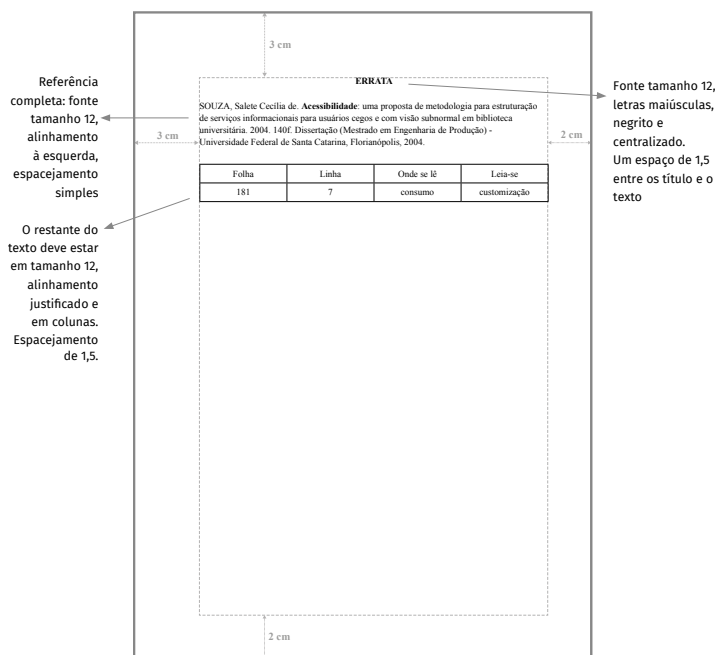 3 cm
ERRATA
Referência
completa: fonte
tamanho 12,
alinhamento
à esquerda,
espacejamento
simples
SOUZA, Salete Cecília de. Acessibilidade: uma proposta de metodologia para estruturação
de serviços informacionais para usuários cegos e com visão subnormal em biblioteca
universitária. 2004. 140f. Dissertação (Mestrado em Engenharia de Produção) -
Universidade Federal de Santa Catarina, Florianópolis, 2004.
3 cm
2 cm
Fonte tamanho 12,
letras maiúsculas,
negrito e
centralizado.
Um espaço de 1,5
entre os título e o
texto
Folha Linha Onde se lê Leia-se
181 7 consumo customização
O restante do
texto deve estar
em tamanho 12,
alinhamento
justificado e
em colunas.
Espacejamento
de 1,5.
2 cm